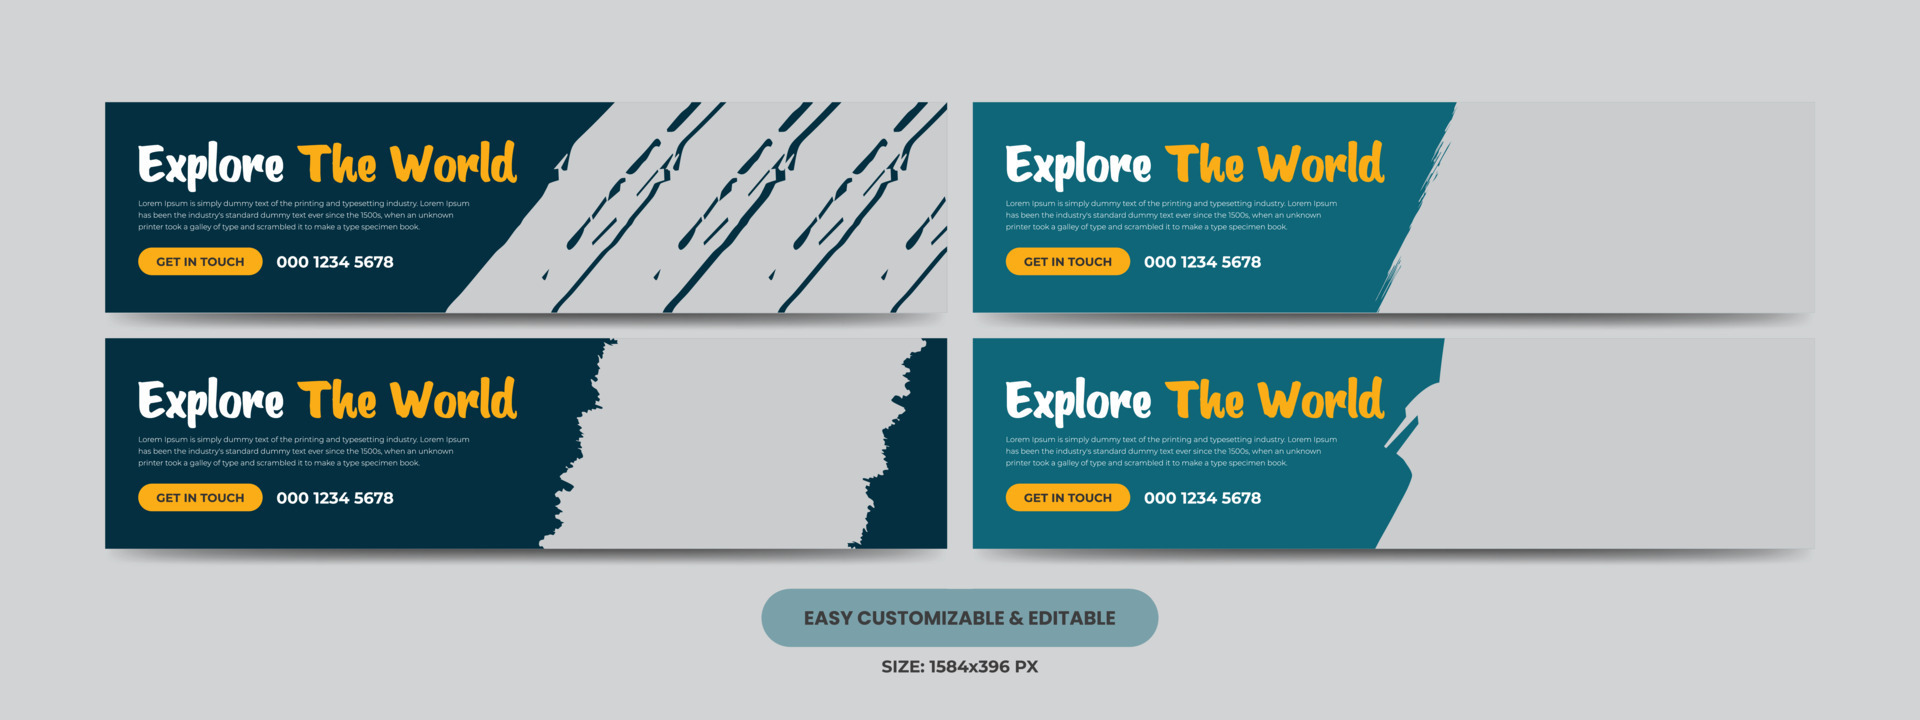 Explore The World
Lorem Ipsum is simply dummy text of the printing and typesetting industry. Lorem Ipsum
has been the industry's standard dummy text ever since the 1500s, when an unknown
printer took a galley of type and scrambled it to make a type specimen book.
GET IN TOUCH 000 1234 5678
Explore The World
Lorem Ipsum is simply dummy text of the printing and typesetting industry. Lorem Ipsum
has been the industry's standard dummy text ever since the 1500s, when an unknown
printer took a galley of type and scrambled it to make a type specimen book.
GET IN TOUCH 000 1234 5678
Explore The World
Lorem Ipsum is simply dummy text of the printing and typesetting industry. Lorem Ipsum
has been the industry's standard dummy text ever since the 1500s, when an unknown
printer took a galley of type and scrambled it to make a type specimen book.
GET IN TOUCH 000 1234 5678
Explore The World
Lorem Ipsum is simply dummy text of the printing and typesetting industry. Lorem Ipsum
has been the industry's standard dummy text ever since the 1500s, when an unknown
printer took a galley of type and scrambled it to make a type specimen book.
GET IN TOUCH 000 1234 5678
EASY CUSTOMIZABLE & EDITABLE
SIZE: 1584x396 PX